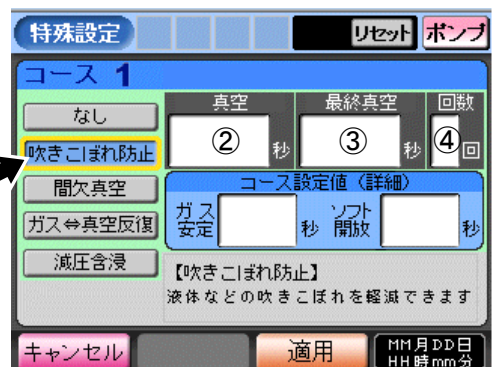 特殊設定 リセット ポンプ
コース 1
なし
吹きこぼれ防止
間欠真空
ガス⇔真空反復
減圧含浸
真空 最終真空 回数
② 秒 ③ 秒 ④ 回
コース設定値（詳細）
ガス安定 秒 ソフト開放 秒
【吹きこぼれ防止】
液体などの吹きこぼれを軽減できます
キャンセル 適用 MM月DD日
HH時mm分